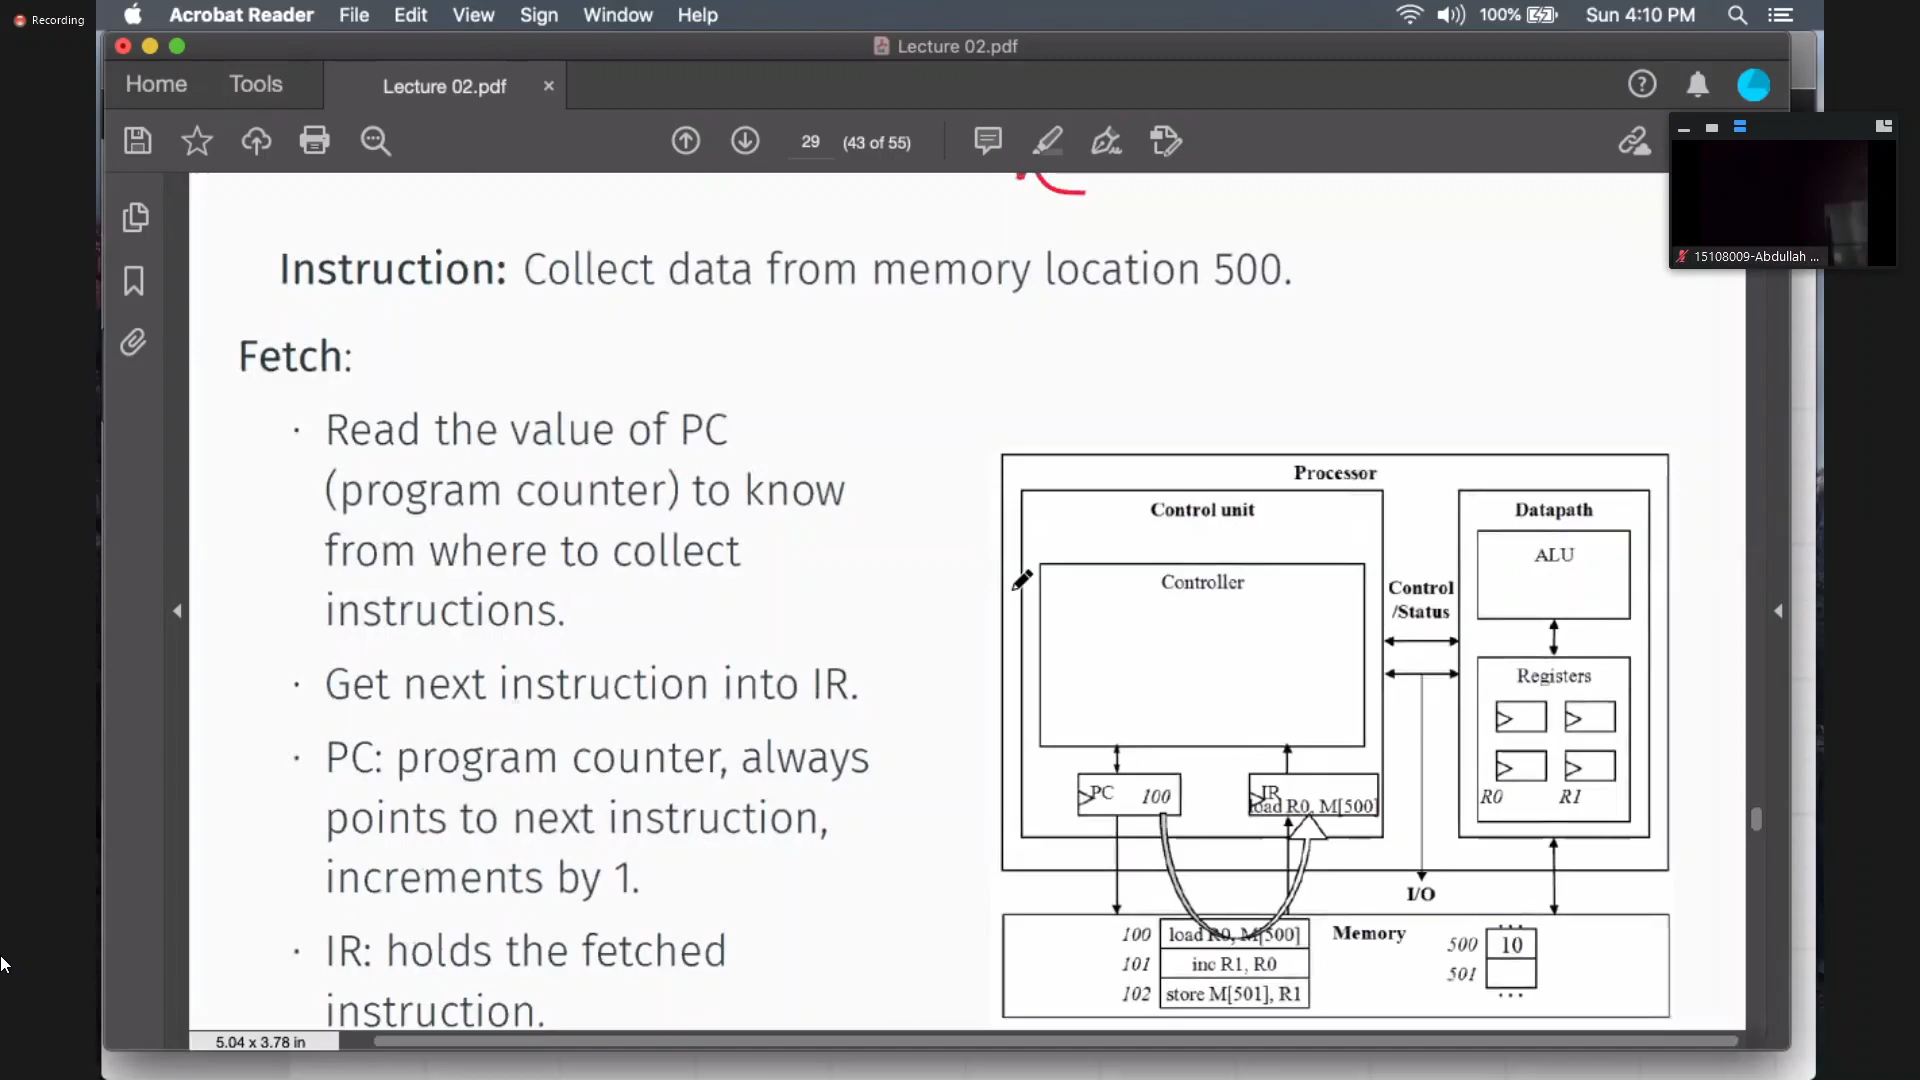 Recording
Acrobat Reader File Edit View Sign Window Help 100% Sun 4:10 PM
Lecture 02.pdf
Home Tools Lecture 02.pdf ×
29 (43 of 55)
15108009-Abdullah ...
Instruction: Collect data from memory location 500.
Fetch:
· Read the value of PC
(program counter) to know
from where to collect
instructions.
· Get next instruction into IR.
· PC: program counter, always
points to next instruction,
increments by 1.
· IR: holds the fetched
instruction.
Processor
Control unit
Datapath
ALU
Controller
Control
/Status
Registers
PC 100
IR
load R0, M[500]
R0 R1
I/O
Memory
100 load R0, M[500]
101 inc R1, R0
102 store M[501], R1
...
500 10
501
...
5.04 x 3.78 in